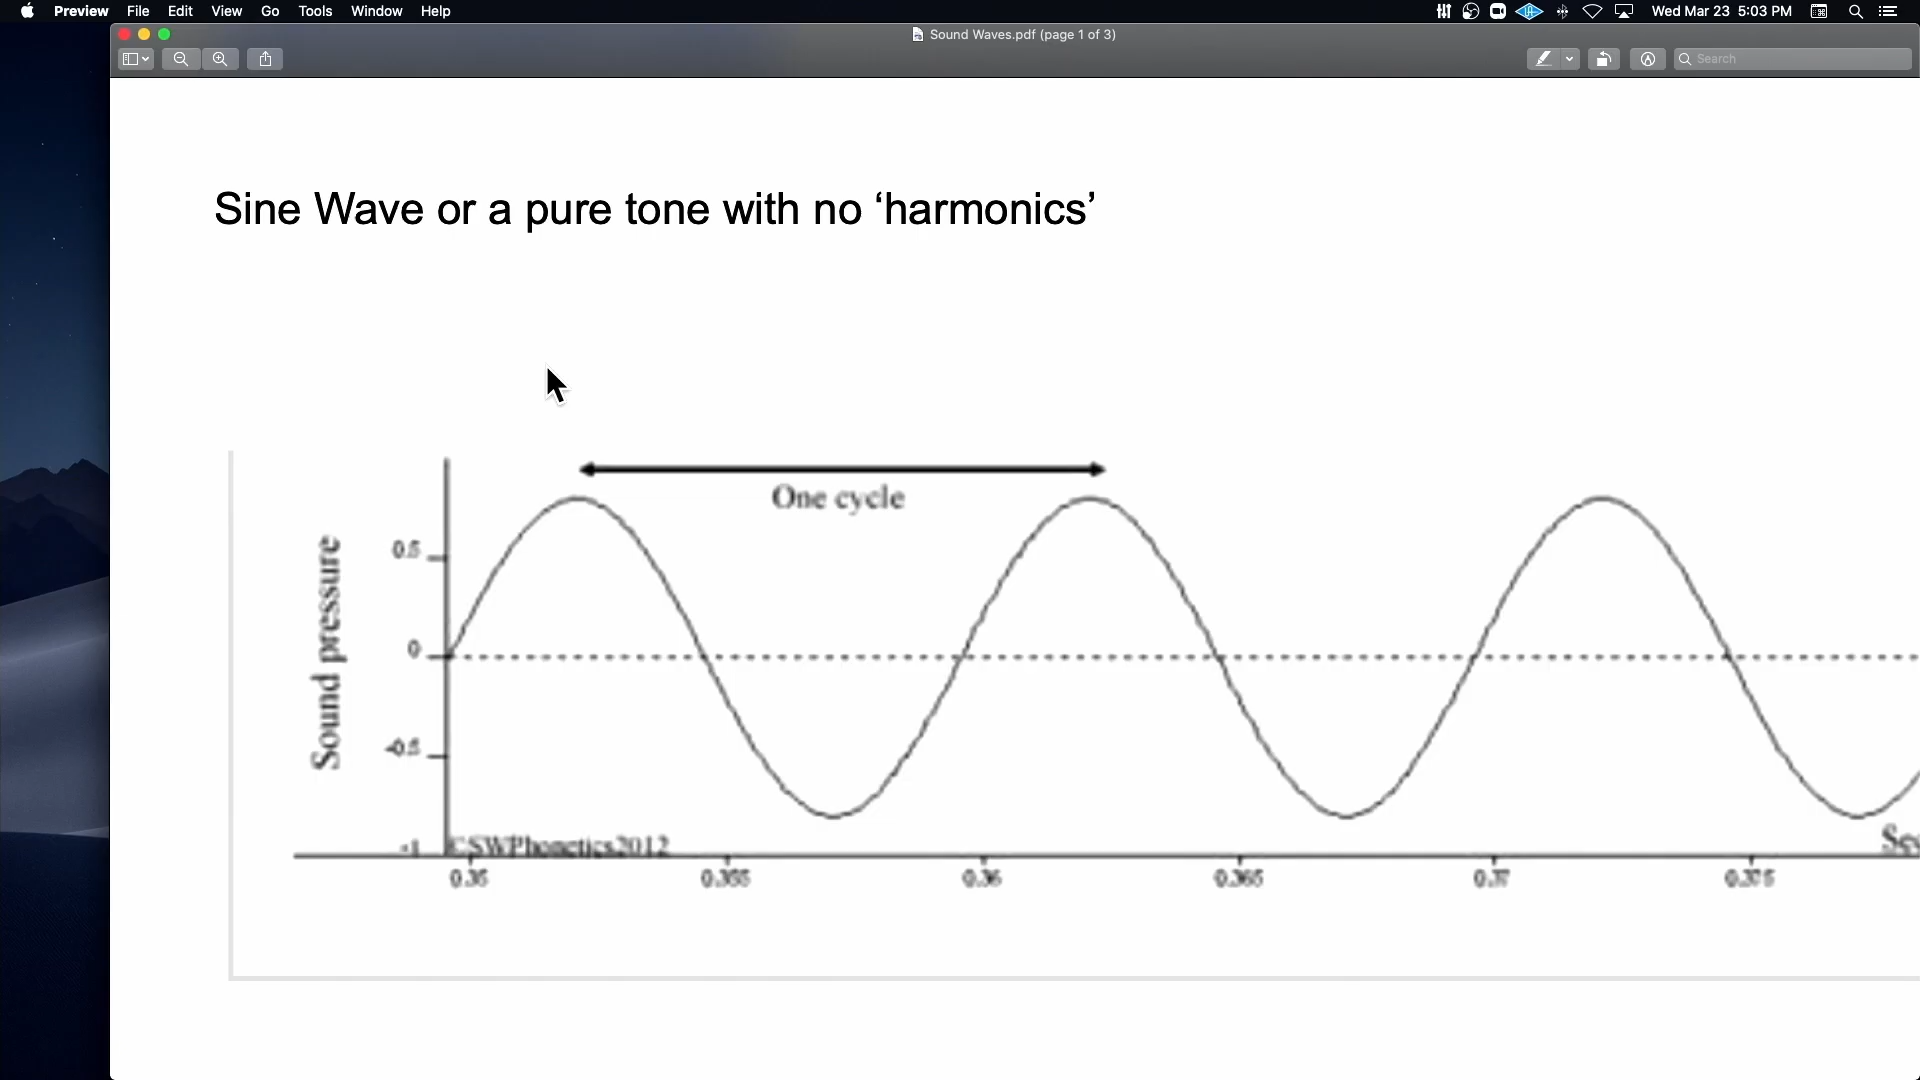 Preview File Edit View Go Tools Window Help Wed Mar 23 5:03 PM
Sound Waves.pdf (page 1 of 3)
Search
Sine Wave or a pure tone with no ‘harmonics’
One cycle
Sound pressure
0.5
0
-0.5
-1
©SWPhonetics2012
0.35 0.355 0.36 0.365 0.37 0.375